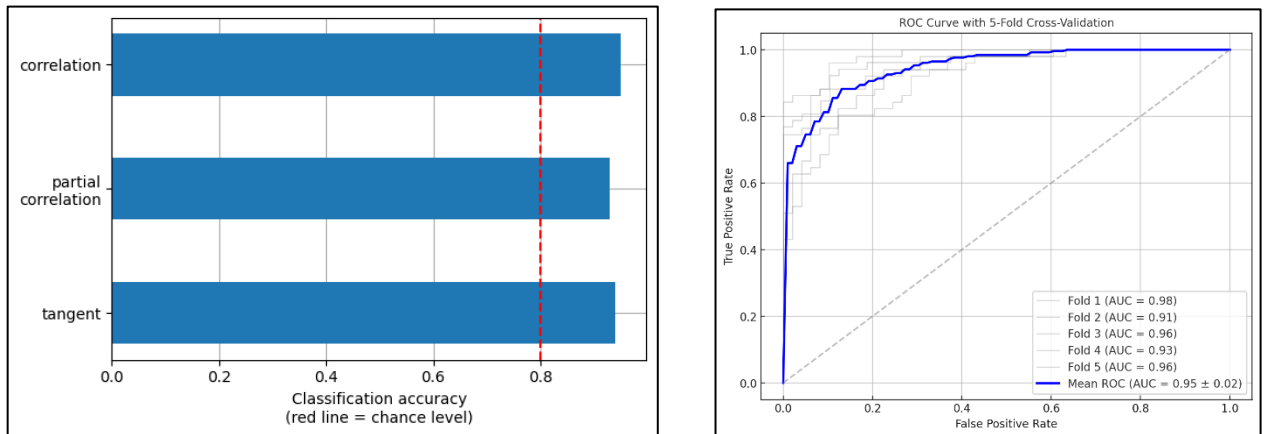 correlation
partial
correlation
tangent
0.0 0.2 0.4 0.6 0.8
Classification accuracy
(red line = chance level)
ROC Curve with 5-Fold Cross-Validation
True Positive Rate
1.0
0.8
0.6
0.4
0.2
0.0
Fold 1 (AUC = 0.98)
Fold 2 (AUC = 0.91)
Fold 3 (AUC = 0.96)
Fold 4 (AUC = 0.93)
Fold 5 (AUC = 0.96)
Mean ROC (AUC = 0.95 ± 0.02)
0.0 0.2 0.4 0.6 0.8 1.0
False Positive Rate